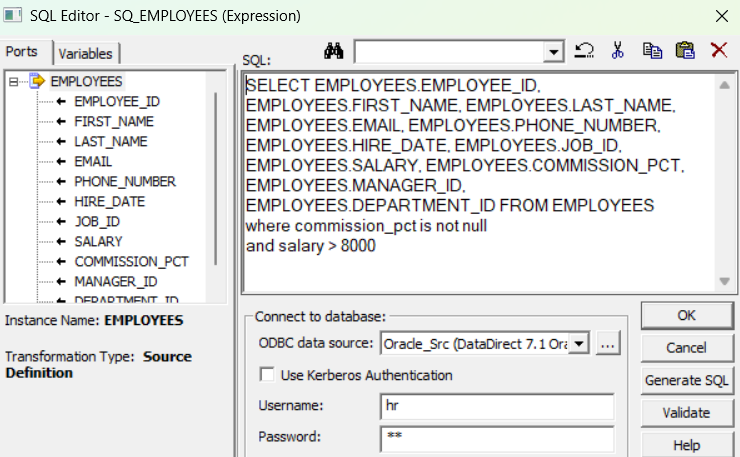 SQL Editor - SQ_EMPLOYEES (Expression)
Ports
Variables
EMPLOYEES
EMPLOYEE_ID
FIRST_NAME
LAST_NAME
EMAIL
PHONE_NUMBER
HIRE_DATE
JOB_ID
SALARY
COMMISSION_PCT
MANAGER_ID
DEPARTMENT_ID
Instance Name: EMPLOYEES
Transformation Type: Source
Definition
SQL:
SELECT EMPLOYEES.EMPLOYEE_ID,
EMPLOYEES.FIRST_NAME, EMPLOYEES.LAST_NAME,
EMPLOYEES.EMAIL, EMPLOYEES.PHONE_NUMBER,
EMPLOYEES.HIRE_DATE, EMPLOYEES.JOB_ID,
EMPLOYEES.SALARY, EMPLOYEES.COMMISSION_PCT,
EMPLOYEES.MANAGER_ID,
EMPLOYEES.DEPARTMENT_ID FROM EMPLOYEES
where commission_pct is not null
and salary > 8000
Connect to database:
ODBC data source: Oracle_Src (DataDirect 7.1 Ora
...
Use Kerberos Authentication
Username: hr
Password: **
OK
Cancel
Generate SQL
Validate
Help